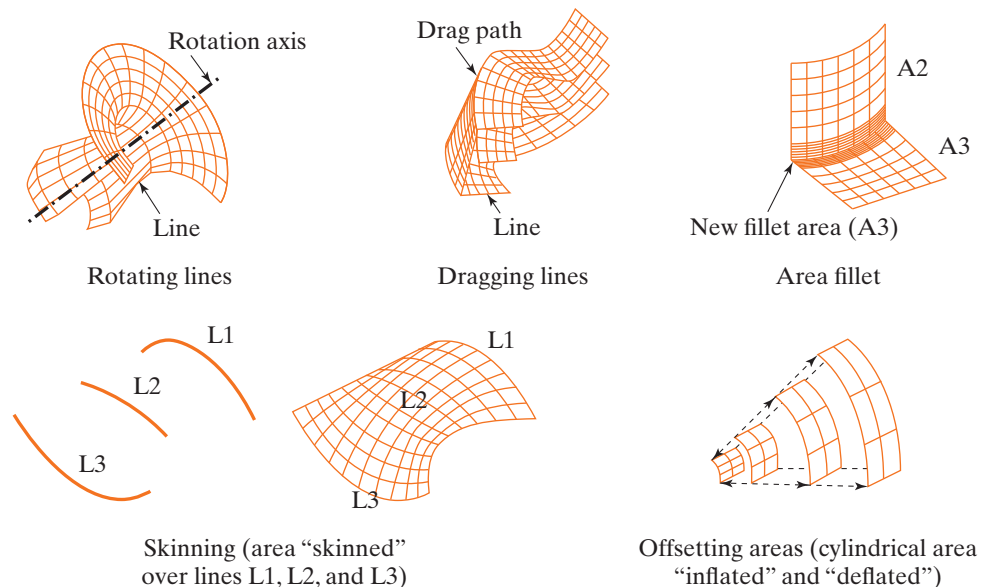 Rotation axis
Line
Rotating lines
Drag path
Line
Dragging lines
A2
A3
New fillet area (A3)
Area fillet
L1
L2
L3
L1
L2
L3
Skinning (area “skinned”
over lines L1, L2, and L3)
Offsetting areas (cylindrical area
“inflated” and “deflated”)